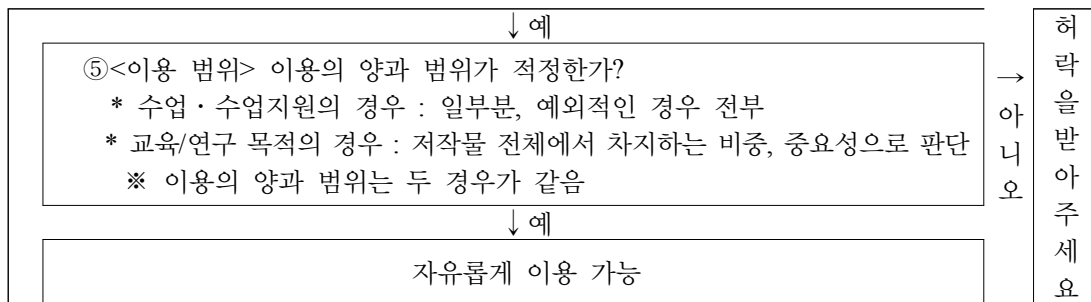 ↓예
⑤<이용 범위> 이용의 양과 범위가 적정한가?
* 수업・수업지원의 경우 : 일부분, 예외적인 경우 전부
* 교육/연구 목적의 경우 : 저작물 전체에서 차지하는 비중, 중요성으로 판단
※ 이용의 양과 범위는 두 경우가 같음
→
아
니
오
↓예
자유롭게 이용 가능
허
락
을
받
아
주
세
요